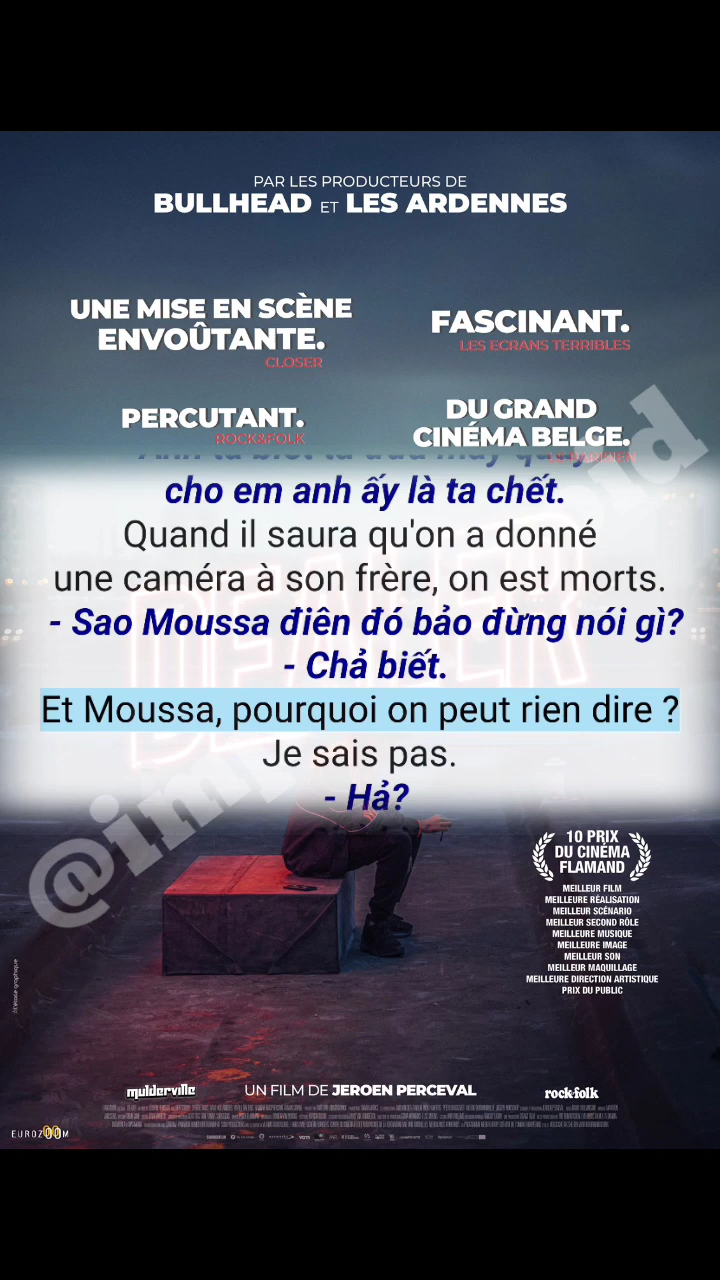 PAR LES PRODUCTEURS DE
BULLHEAD ET LES ARDENNES
UNE MISE EN SCÈNE
ENVOÛTANTE.
CLOSER
FASCINANT.
LES ECRANS TERRIBLES
PERCUTANT.
ROCK&FOLK
DU GRAND
CINÉMA BELGE.
LE PARISIEN
cho em anh ấy là ta chết.
Quand il saura qu'on a donné
une caméra à son frère, on est morts.
- Sao Moussa điên đó bảo đừng nói gì?
- Chả biết.
Et Moussa, pourquoi on peut rien dire ?
Je sais pas.
- Hả?
DEALER
10 PRIX
DU CINÉMA
FLAMAND
MEILLEUR FILM
MEILLEURE RÉALISATION
MEILLEUR SCÉNARIO
MEILLEUR SECOND RÔLE
MEILLEURE MUSIQUE
MEILLEURE IMAGE
MEILLEUR SON
MEILLEUR MAQUILLAGE
MEILLEURE DIRECTION ARTISTIQUE
PRIX DU PUBLIC
mulderville
UN FILM DE JEROEN PERCEVAL
rock&folk
EUROZOOM